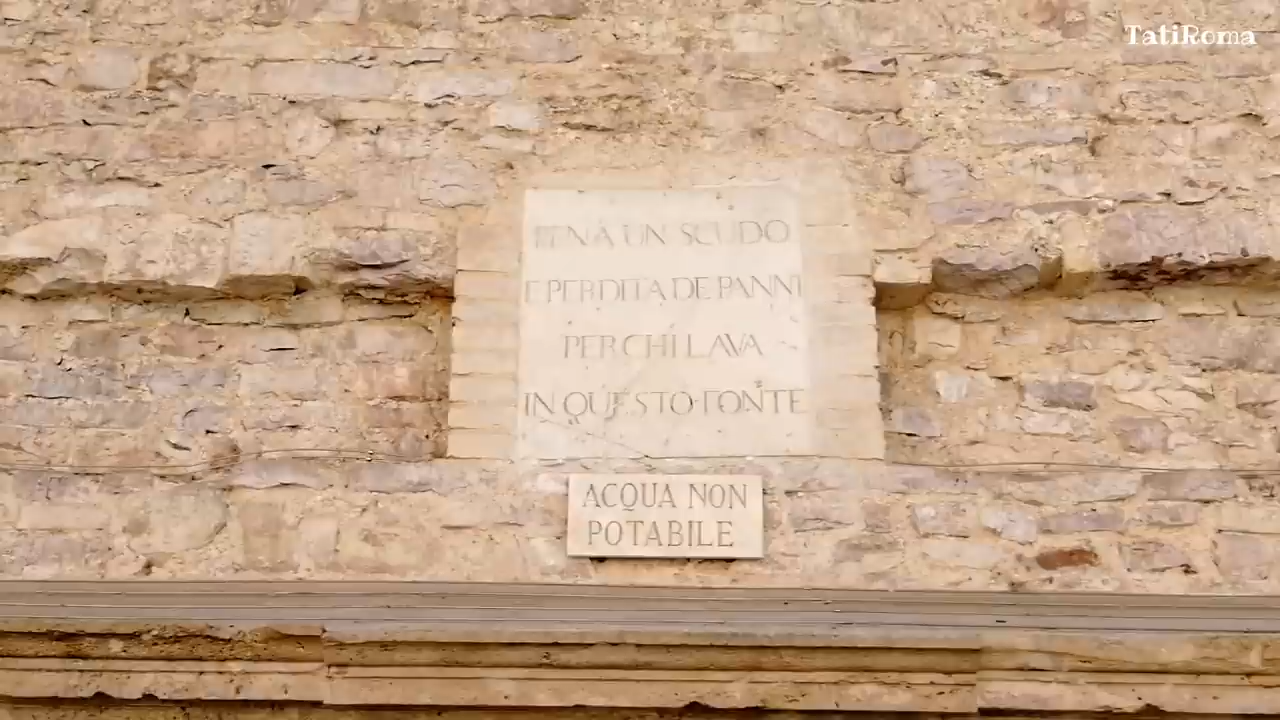 TatiRoma
PENA UN SCUDO
E PERDITA DE PANNI
PER CHI LAVA
IN QUESTO FONTE
ACQUA NON
POTABILE